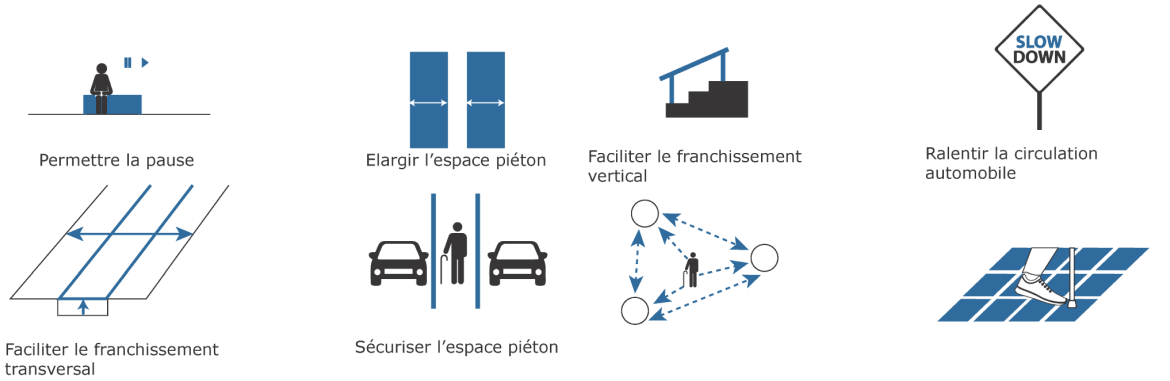 SLOW
DOWN
Permettre la pause
Elargir l'espace piéton
Faciliter le franchissement
vertical
Ralentir la circulation
automobile
Faciliter le franchissement
transversal
Sécuriser l'espace piéton